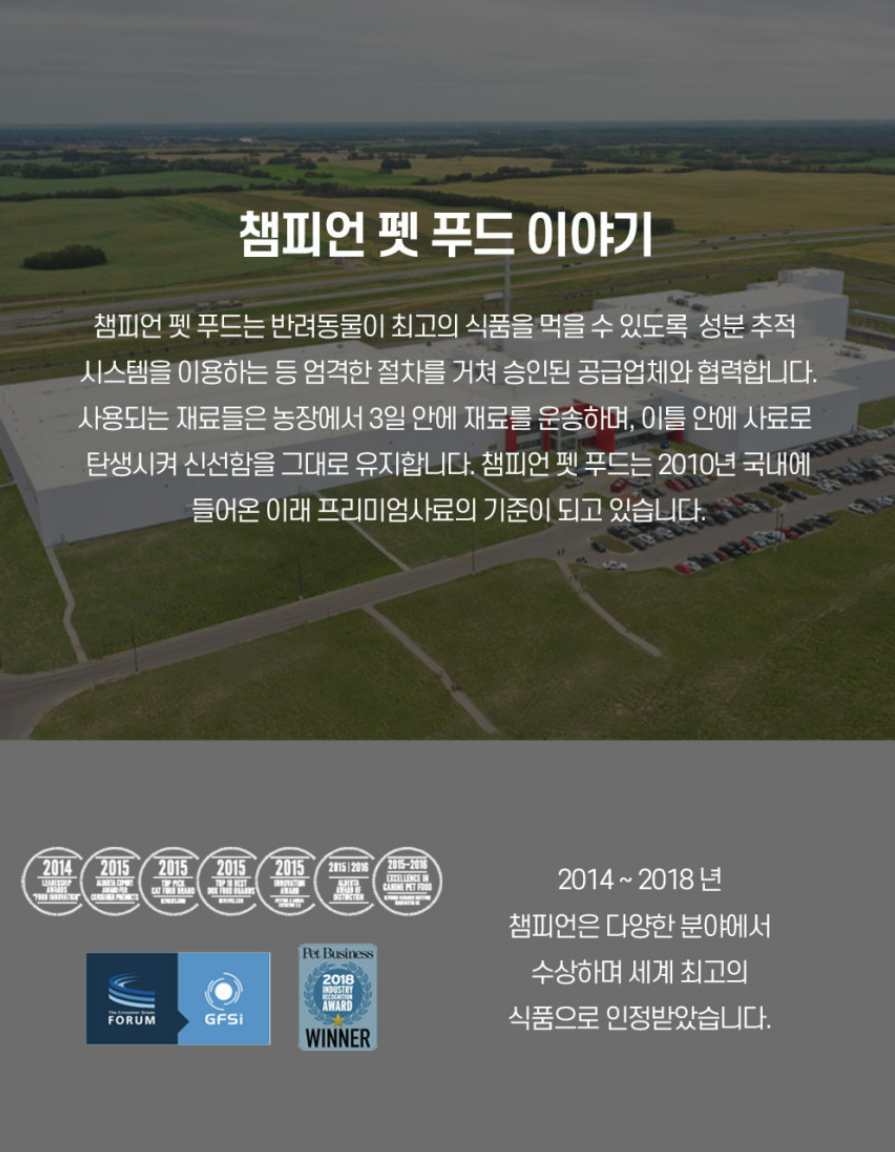 챔피언 펫 푸드 이야기
챔피언 펫 푸드는 반려동물이 최고의 식품을 먹을 수 있도록 성분 추적
시스템을 이용하는 등 엄격한 절차를 거쳐 승인된 공급업체와 협력합니다.
사용되는 재료들은 농장에서 3일 안에 재료를 운송하며, 이틀 안에 사료로
탄생시켜 신선함을 그대로 유지합니다. 챔피언 펫 푸드는 2010년 국내에
들어온 이래 프리미엄사료의 기준이 되고 있습니다.
2014
LEADERSHIP
AWARDS
"FOOD INNOVATION"
2015
ALBERTA EXPORT
AWARD FOR
CONSUMER PRODUCTS
2015
TOP PICK
CAT FOOD BRAND
REVIEWS.COM
2015
TOP 10 BEST
DOG FOOD BRANDS
REVIEWS.COM
2015
INNOVATION
AWARD
2015 | 2016
ALBERTA
AWARD OF
DISTINCTION
2015-2016
EXCELLENCE IN
CANINE PET FOOD
The Consumer Goods
FORUM
GFSi
Pet Business
2018
INDUSTRY
RECOGNITION
AWARD
WINNER
2014 ~ 2018 년
챔피언은 다양한 분야에서
수상하며 세계 최고의
식품으로 인정받았습니다.